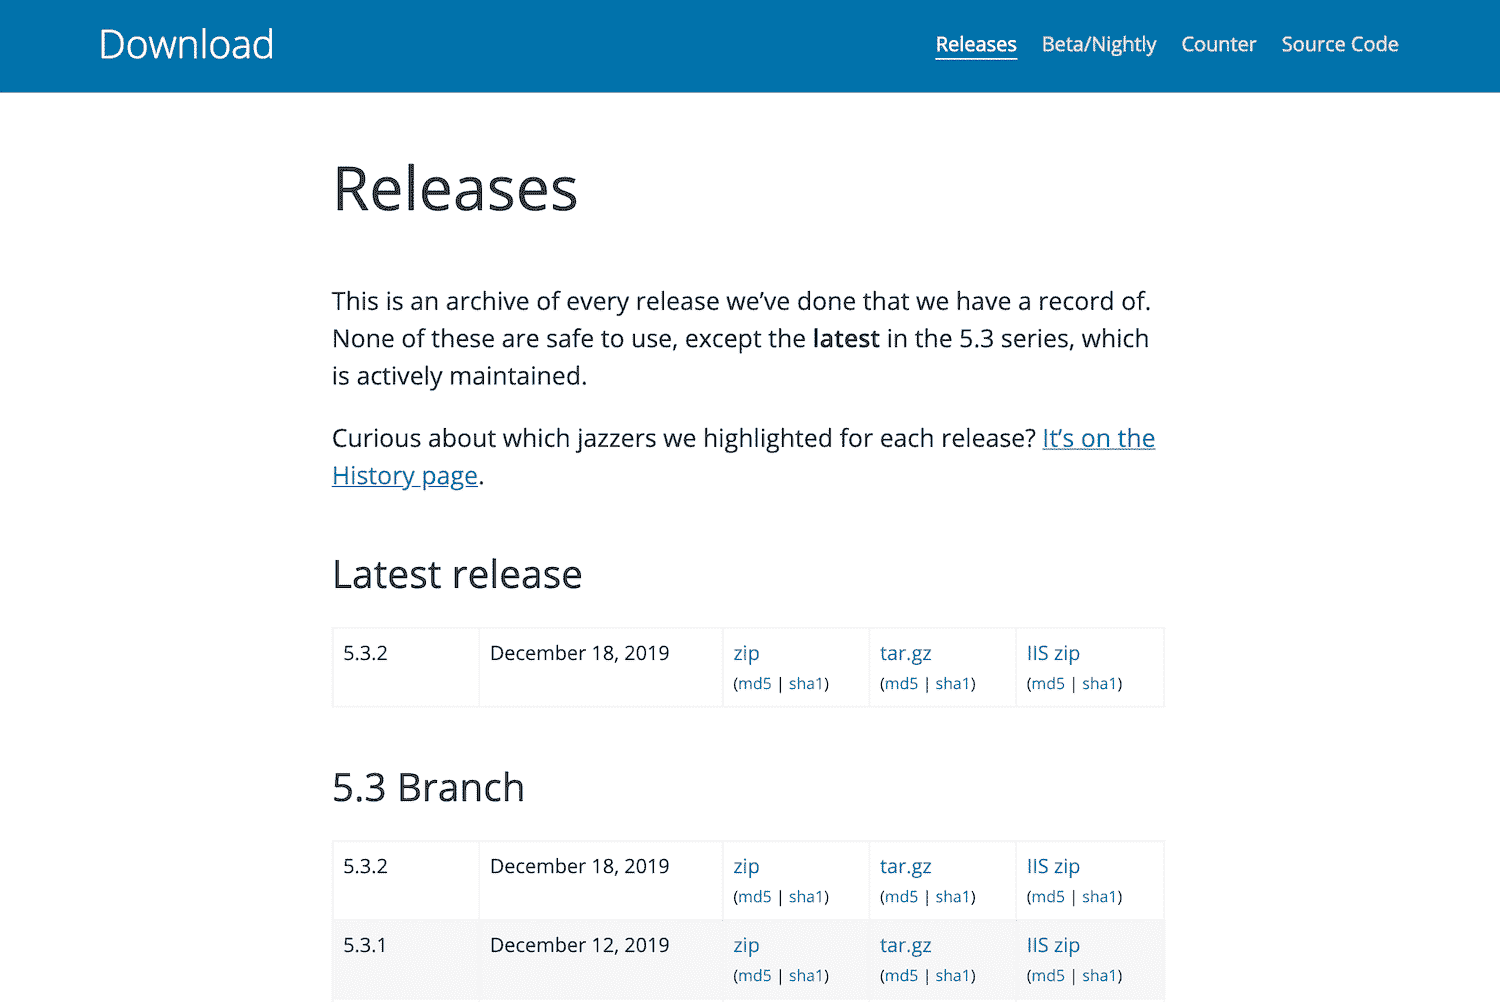 Download
Releases Beta/Nightly Counter Source Code
Releases
This is an archive of every release we’ve done that we have a record of.
None of these are safe to use, except the latest in the 5.3 series, which
is actively maintained.
Curious about which jazzers we highlighted for each release? It’s on the
History page.
Latest release
5.3.2 December 18, 2019 zip tar.gz IIS zip
(md5 | sha1) (md5 | sha1) (md5 | sha1)
5.3 Branch
5.3.2 December 18, 2019 zip tar.gz IIS zip
(md5 | sha1) (md5 | sha1) (md5 | sha1)
5.3.1 December 12, 2019 zip tar.gz IIS zip
(md5 | sha1) (md5 | sha1) (md5 | sha1)